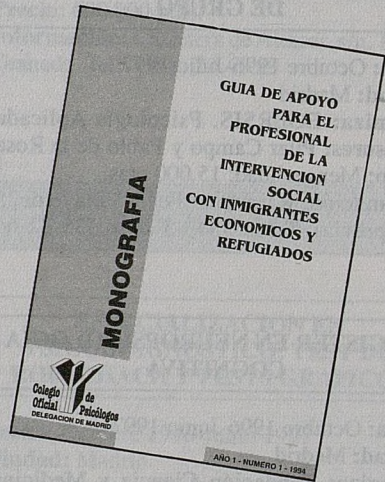 GUIA DE APOYO
PARA EL
PROFESIONAL
DE LA
INTERVENCION
SOCIAL
CON INMIGRANTES
ECONOMICOS Y
REFUGIADOS
MONOGRAFIA
Colegio de
Oficial Psicólogos
DELEGACION DE MADRID
AÑO 1 - NUMERO 1 - 1994